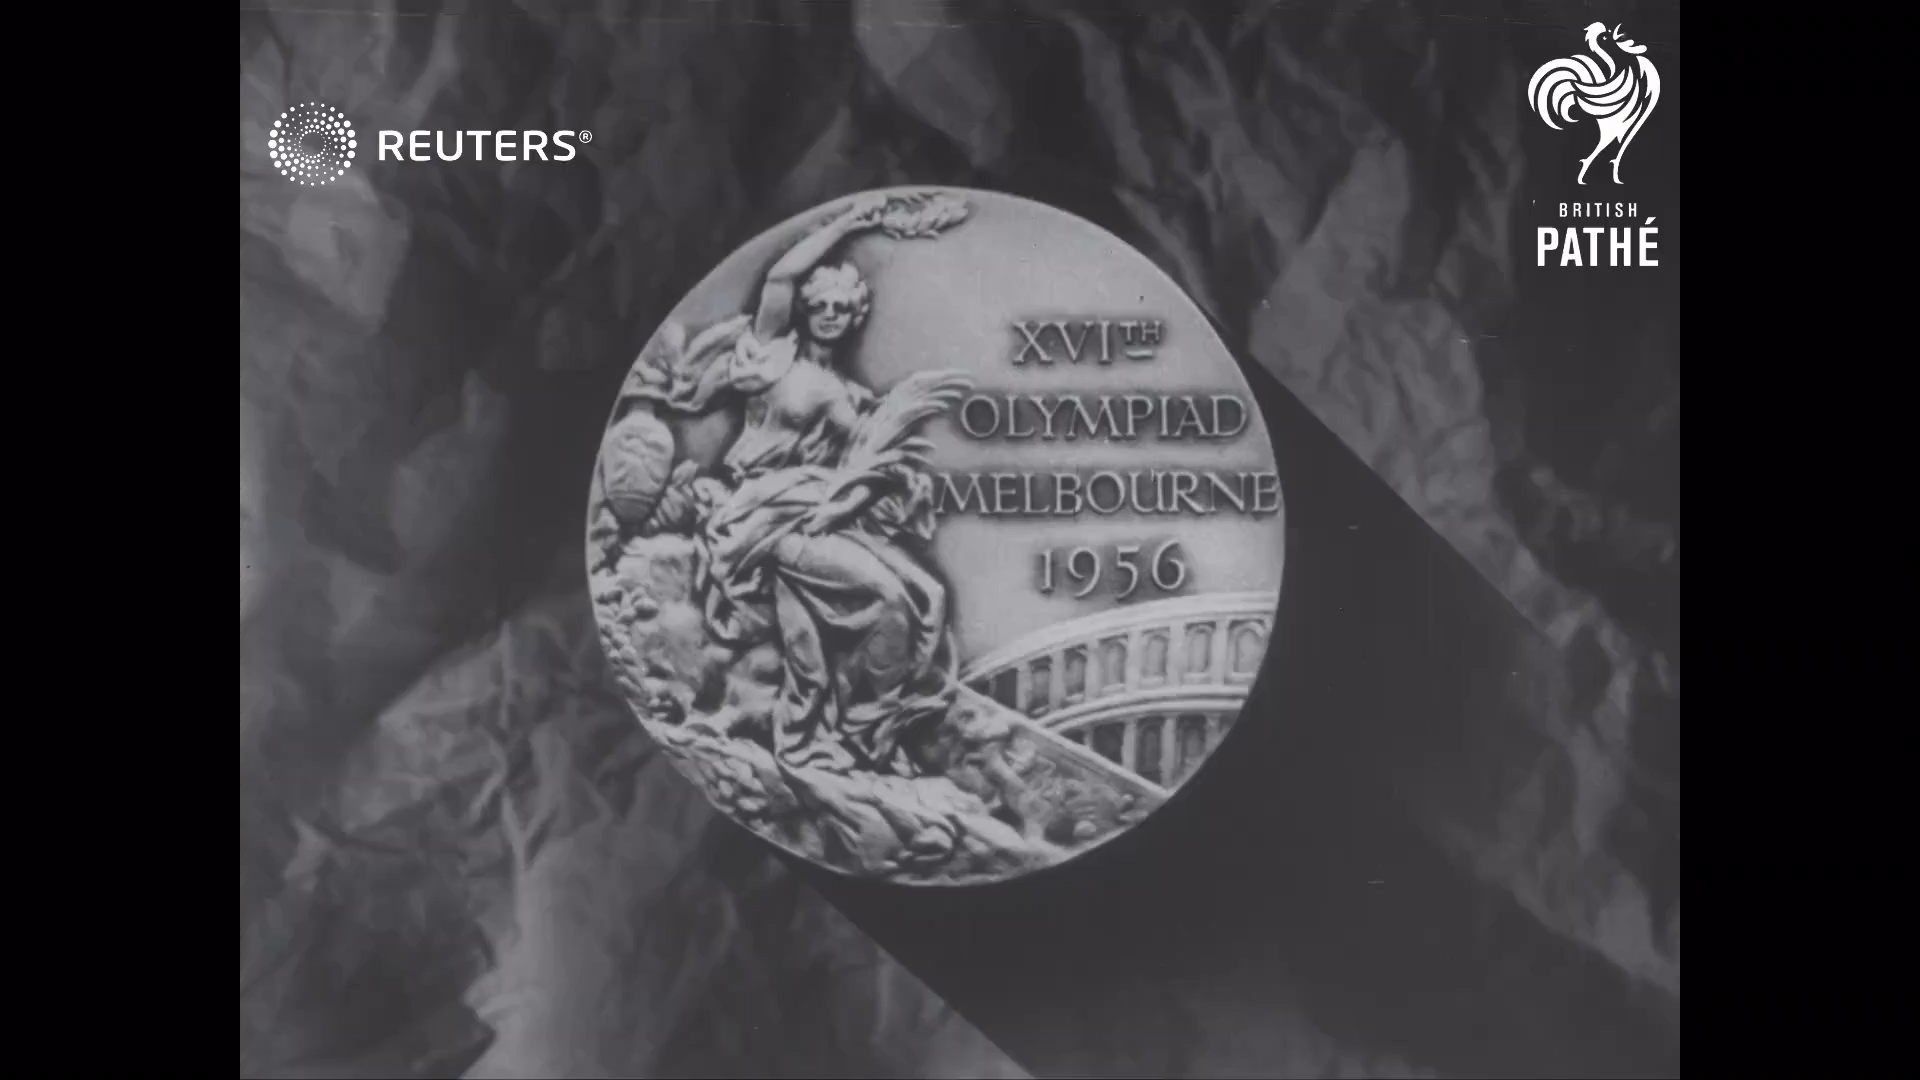 REUTERS®
BRITISH
PATHÉ
XVITH
OLYMPIAD
MELBOURNE
1956